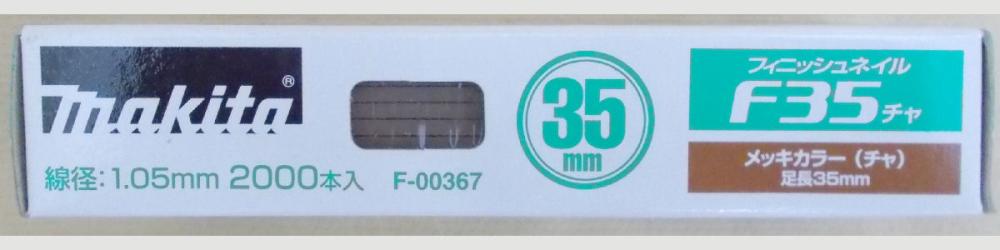 makita®
線径:1.05mm 2000本入
F-00367
35
mm
フィニッシュネイル
F35チャ
メッキカラー（チャ）
足長35mm